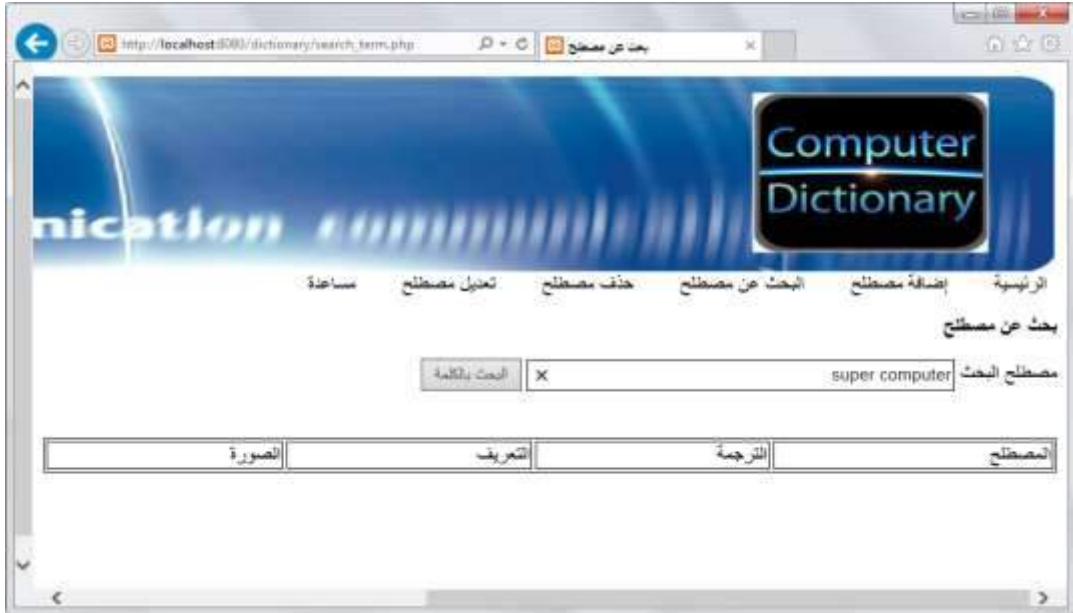 http://localhost:8080/dictionary/search_term.php
بحث عن مصطلح
Computer
Dictionary
nication
الرئيسية إضافة مصطلح البحث عن مصطلح حذف مصطلح تعديل مصطلح مساعدة
بحث عن مصطلح
مصطلح البحث super computer البحث بالكلمة
المصطلح الترجمة التعريف الصورة